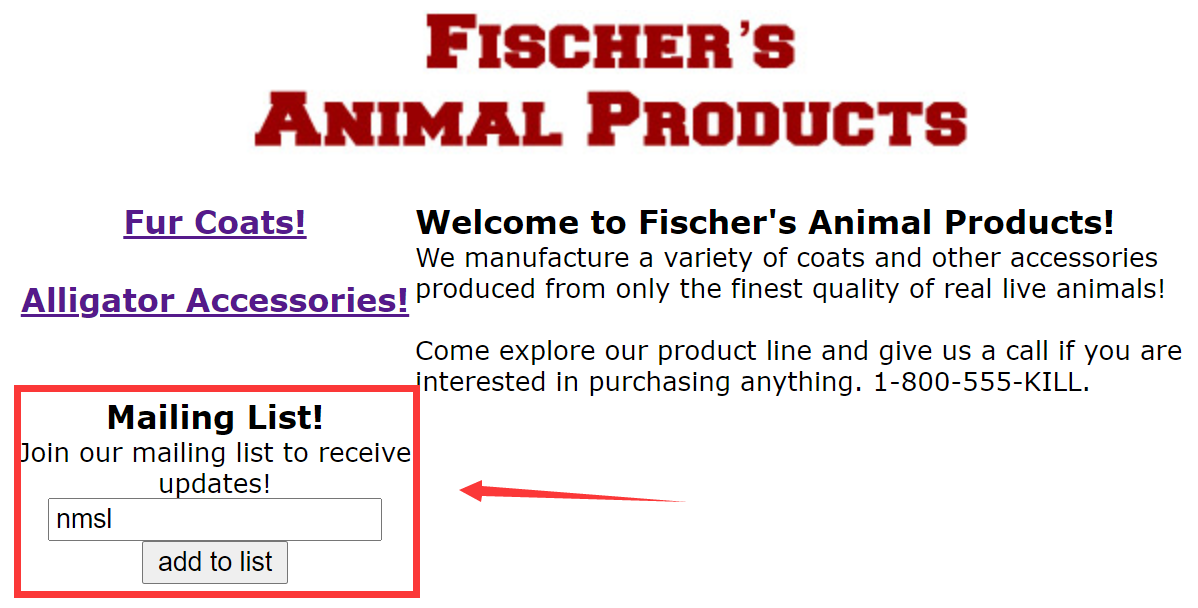 FISCHER'S
ANIMAL PRODUCTS
Fur Coats!
Alligator Accessories!
Mailing List!
Join our mailing list to receive
updates!
nmsl
add to list
Welcome to Fischer's Animal Products!
We manufacture a variety of coats and other accessories
produced from only the finest quality of real live animals!
Come explore our product line and give us a call if you are
interested in purchasing anything. 1-800-555-KILL.